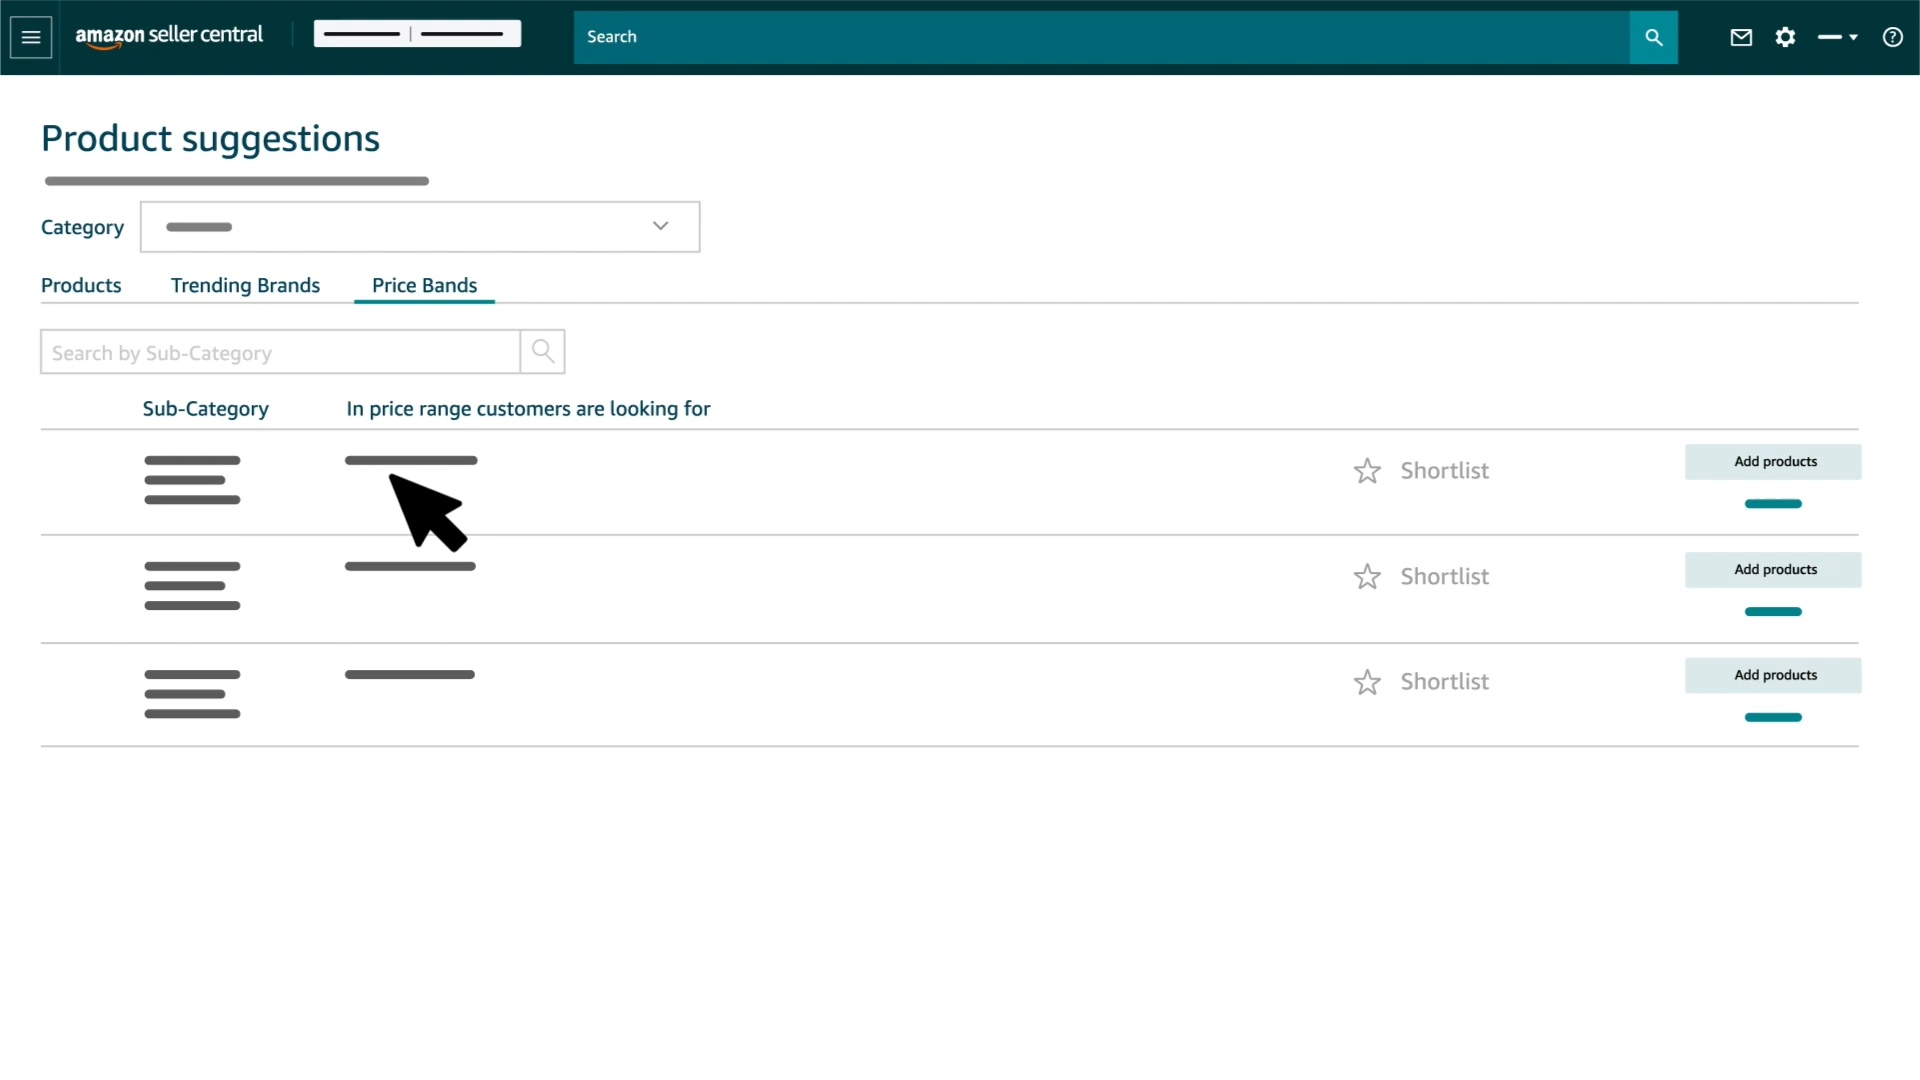 amazon seller central
Search
Product suggestions
Category
Products Trending Brands Price Bands
Search by Sub-Category
Sub-Category In price range customers are looking for
Shortlist Add products
Shortlist Add products
Shortlist Add products